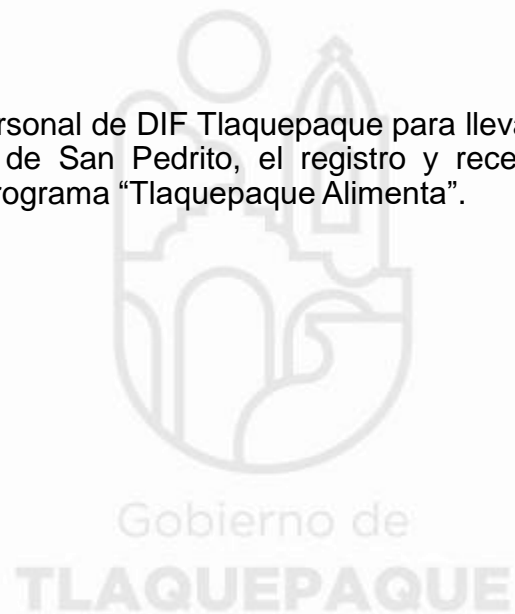 rsonal de DIF Tlaquepaque para lleva
de San Pedrito, el registro y rece
rograma “Tlaquepaque Alimenta”.
Gobierno de
TLAQUEPAQUE